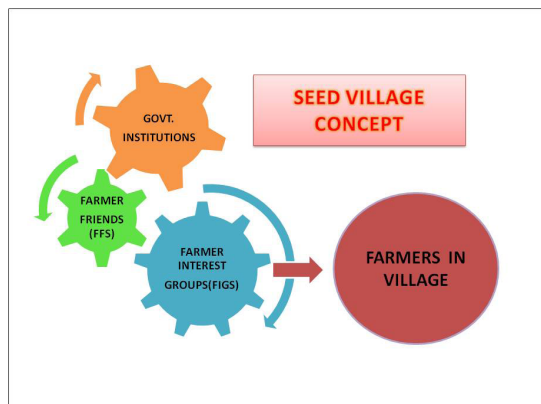 SEED VILLAGE
CONCEPT
GOVT.
INSTITUTIONS
FARMER
FRIENDS
(FFS)
FARMER
INTEREST
GROUPS(FIGS)
FARMERS IN
VILLAGE